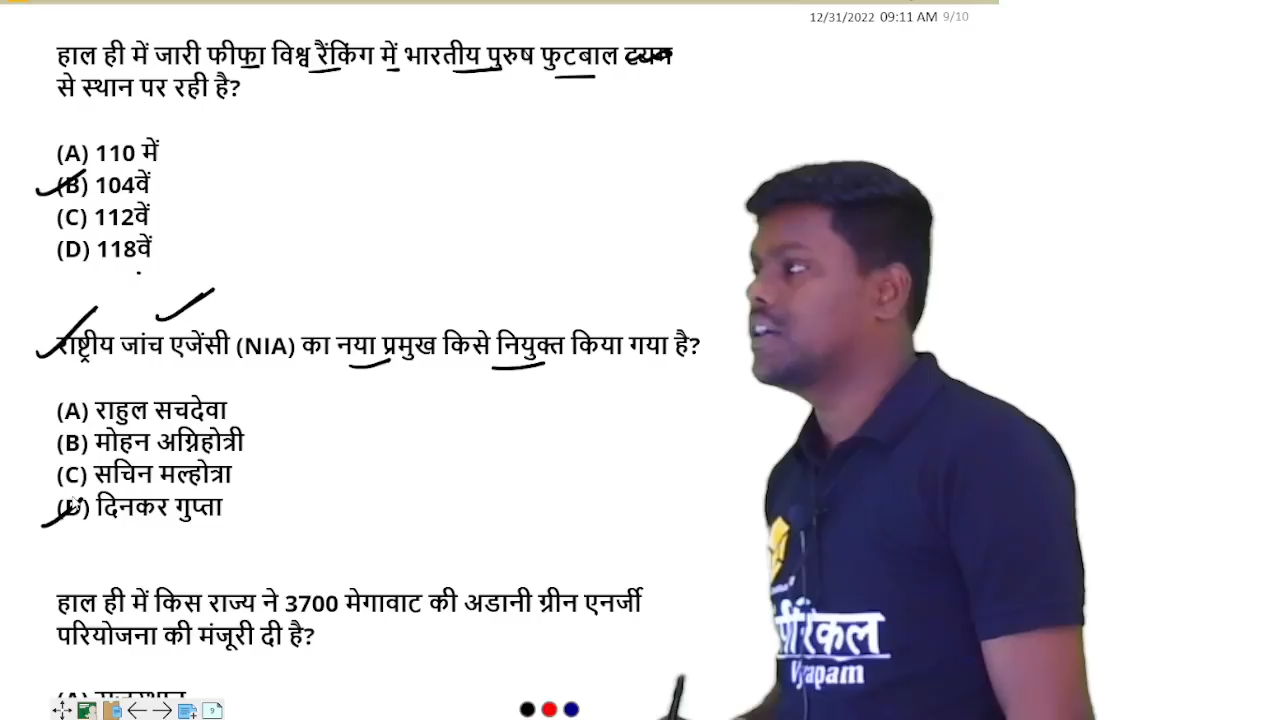 12/31/2022 09:11 AM 9/10
हाल ही में जारी फीफा विश्व रैंकिंग में भारतीय पुरुष फुटबाल
से स्थान पर रही है?
(A) 110 में
(B) 104वें
(C) 112वें
(D) 118वें
राष्ट्रीय जांच एजेंसी (NIA) का नया प्रमुख किसे नियुक्त किया गया है?
(A) राहुल सचदेवा
(B) मोहन अग्निहोत्री
(C) सचिन मल्होत्रा
(D) दिनकर गुप्ता
हाल ही में किस राज्य ने 3700 मेगावाट की अडानी ग्रीन एनर्जी
परियोजना की मंजूरी दी है?